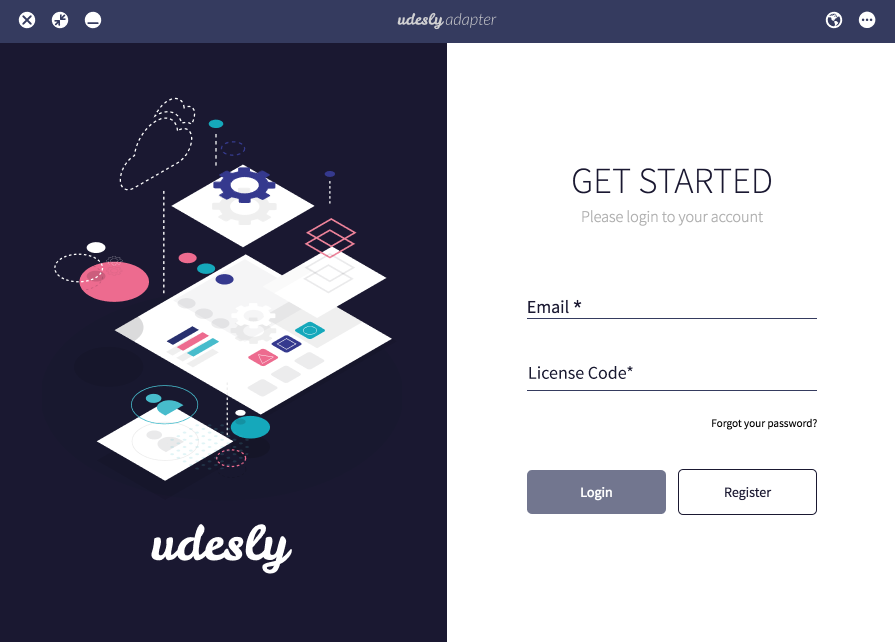 udesly adapter
GET STARTED
Please login to your account
Email *
License Code*
Forgot your password?
Login
Register
udesly